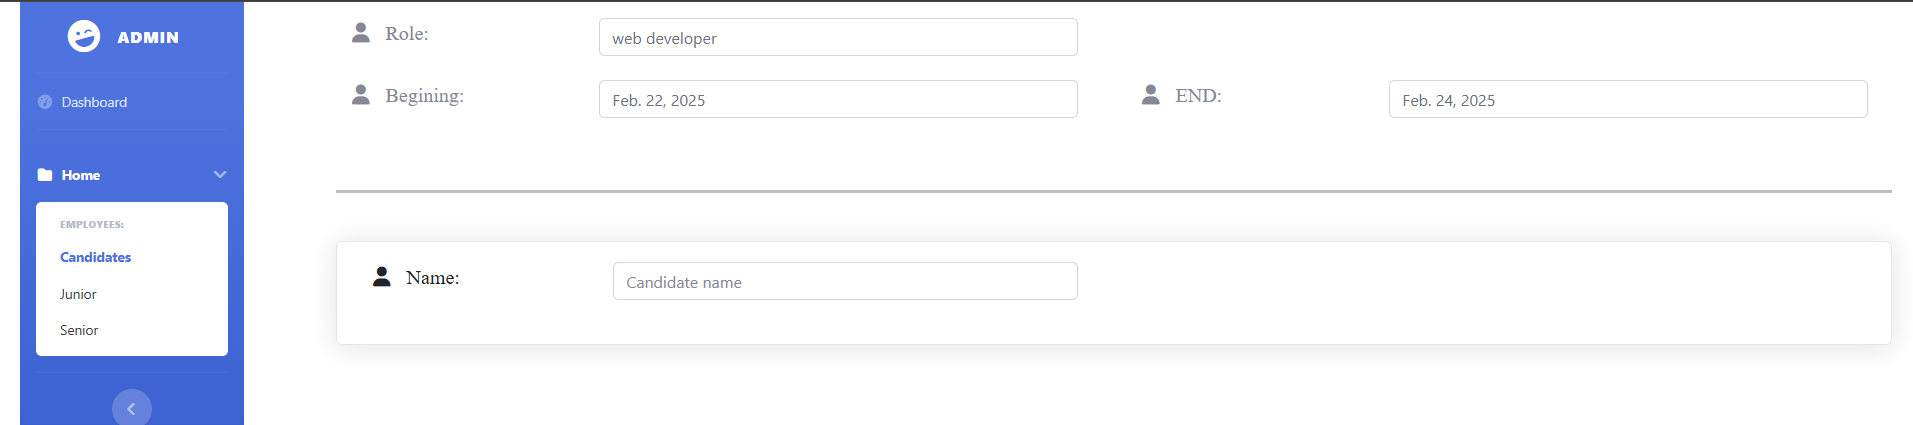 ADMIN
Dashboard
Home
EMPLOYEES:
Candidates
Junior
Senior
Role: web developer
Begining: Feb. 22, 2025 END: Feb. 24, 2025
Name: Candidate name